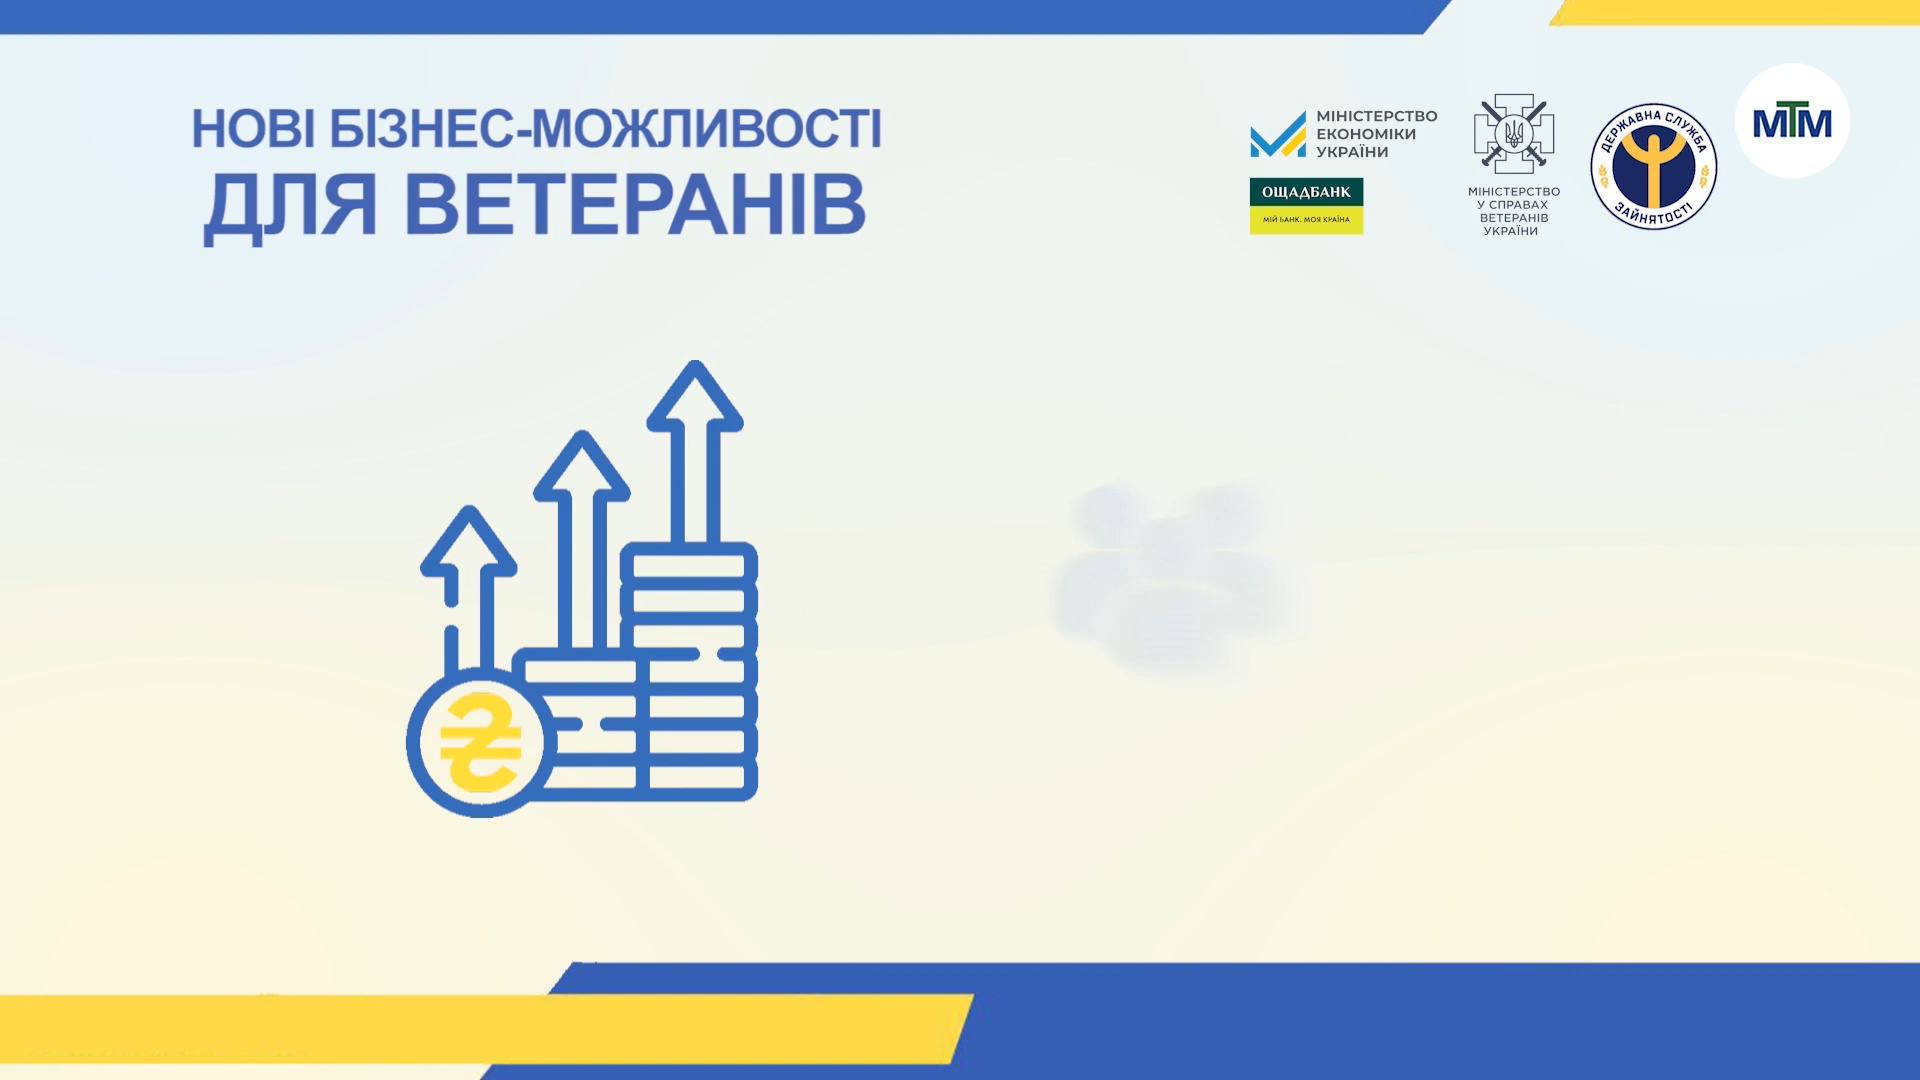 НОВІ БІЗНЕС-МОЖЛИВОСТІ
ДЛЯ ВЕТЕРАНІВ
МІНІСТЕРСТВО
ЕКОНОМІКИ
УКРАЇНИ
ОЩАДБАНК
МІЙ БАНК. МОЯ КРАЇНА
МІНІСТЕРСТВО
У СПРАВАХ
ВЕТЕРАНІВ
УКРАЇНИ
ДЕРЖАВНА СЛУЖБА
ЗАЙНЯТОСТІ
МТМ
₴